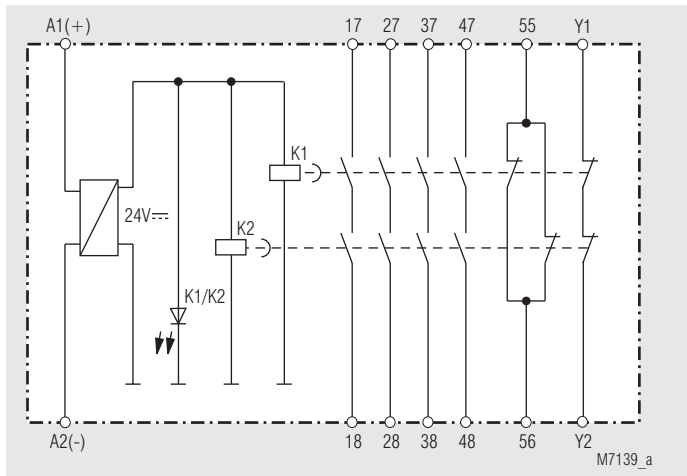 A1(+) 17 27 37 47 55 Y1
K1
24V⎓ K2
K1/K2
A2(-) 18 28 38 48 56 Y2
M7139_a